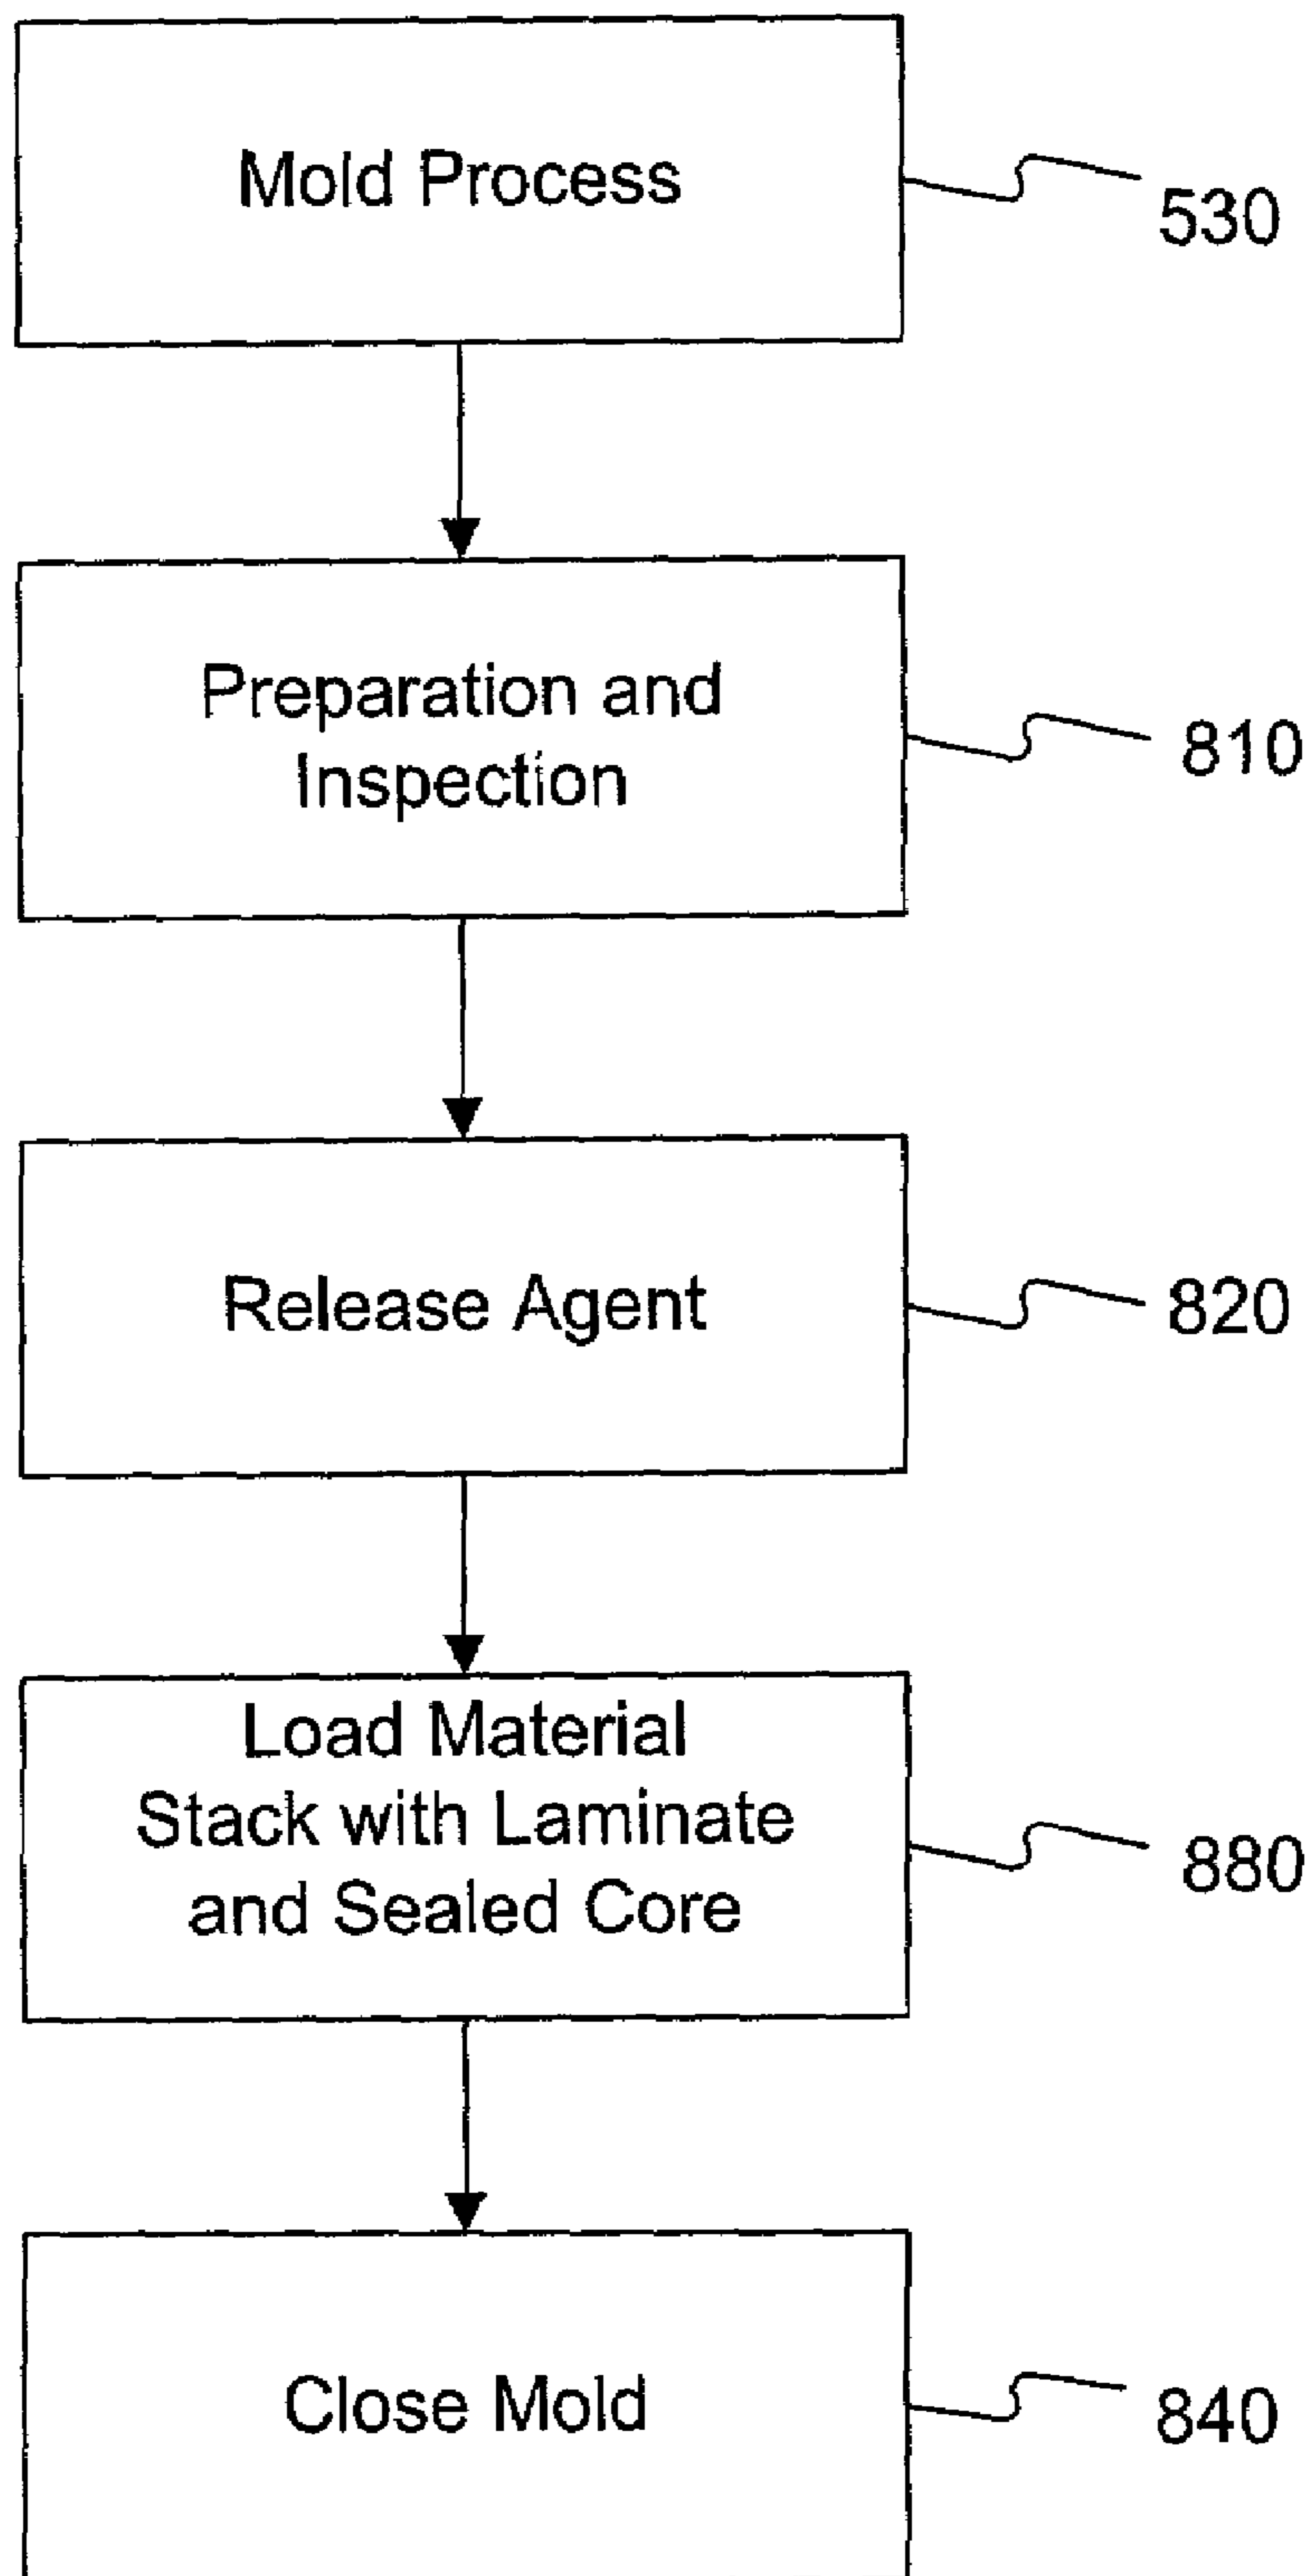 Mold Process
530
Preparation and
Inspection
810
Release Agent
820
Load Material
Stack with Laminate
and Sealed Core
880
Close Mold
840